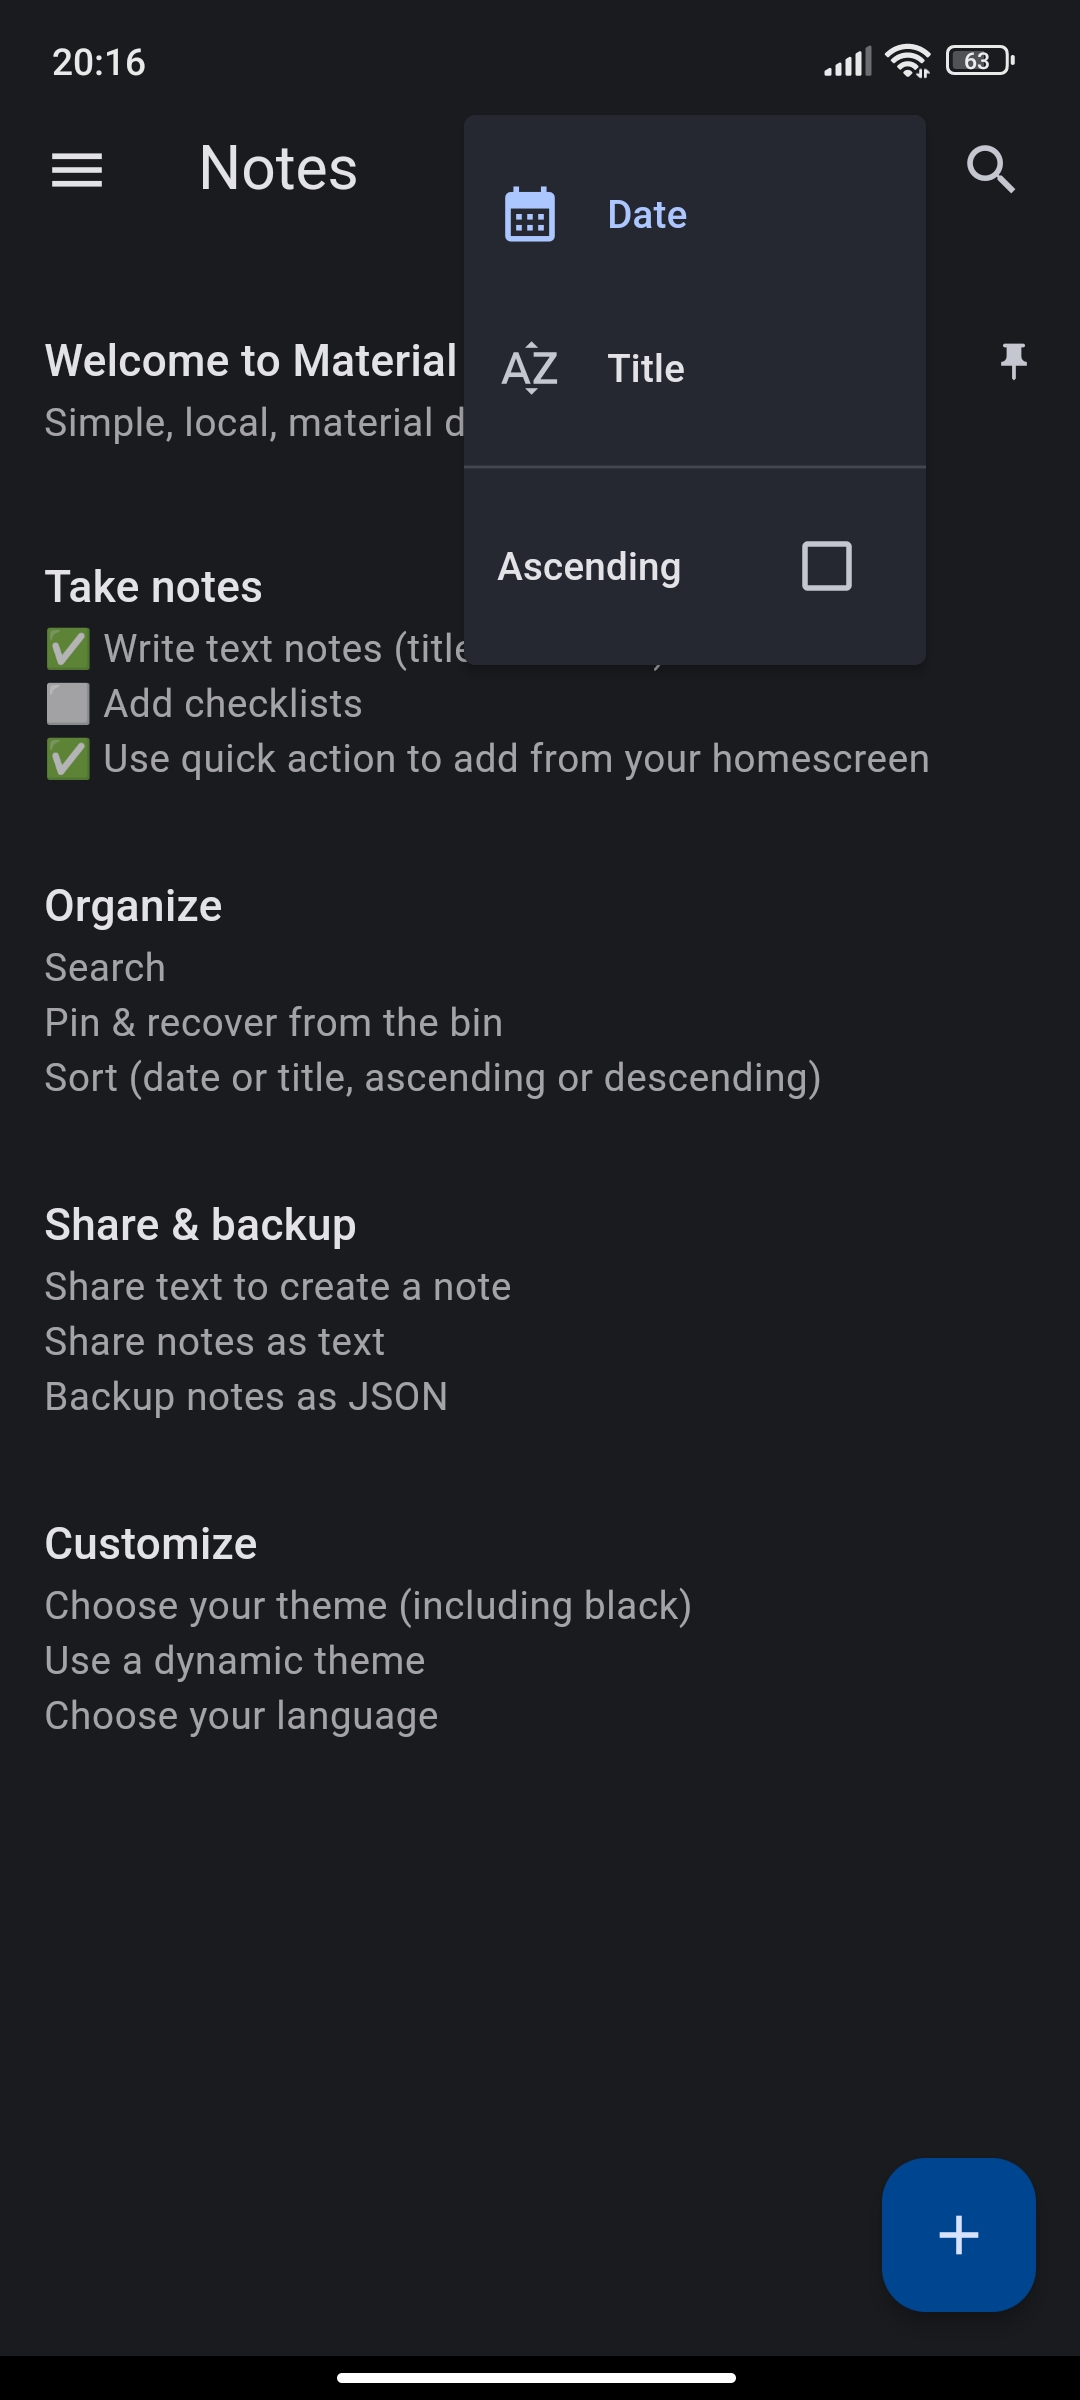 20:16
63
Notes
Date
AZ
Title
Ascending
Welcome to Material
Simple, local, material
Take notes
✅ Write text notes (title
⬜ Add checklists
✅ Use quick action to add from your homescreen
Organize
Search
Pin & recover from the bin
Sort (date or title, ascending or descending)
Share & backup
Share text to create a note
Share notes as text
Backup notes as JSON
Customize
Choose your theme (including black)
Use a dynamic theme
Choose your language